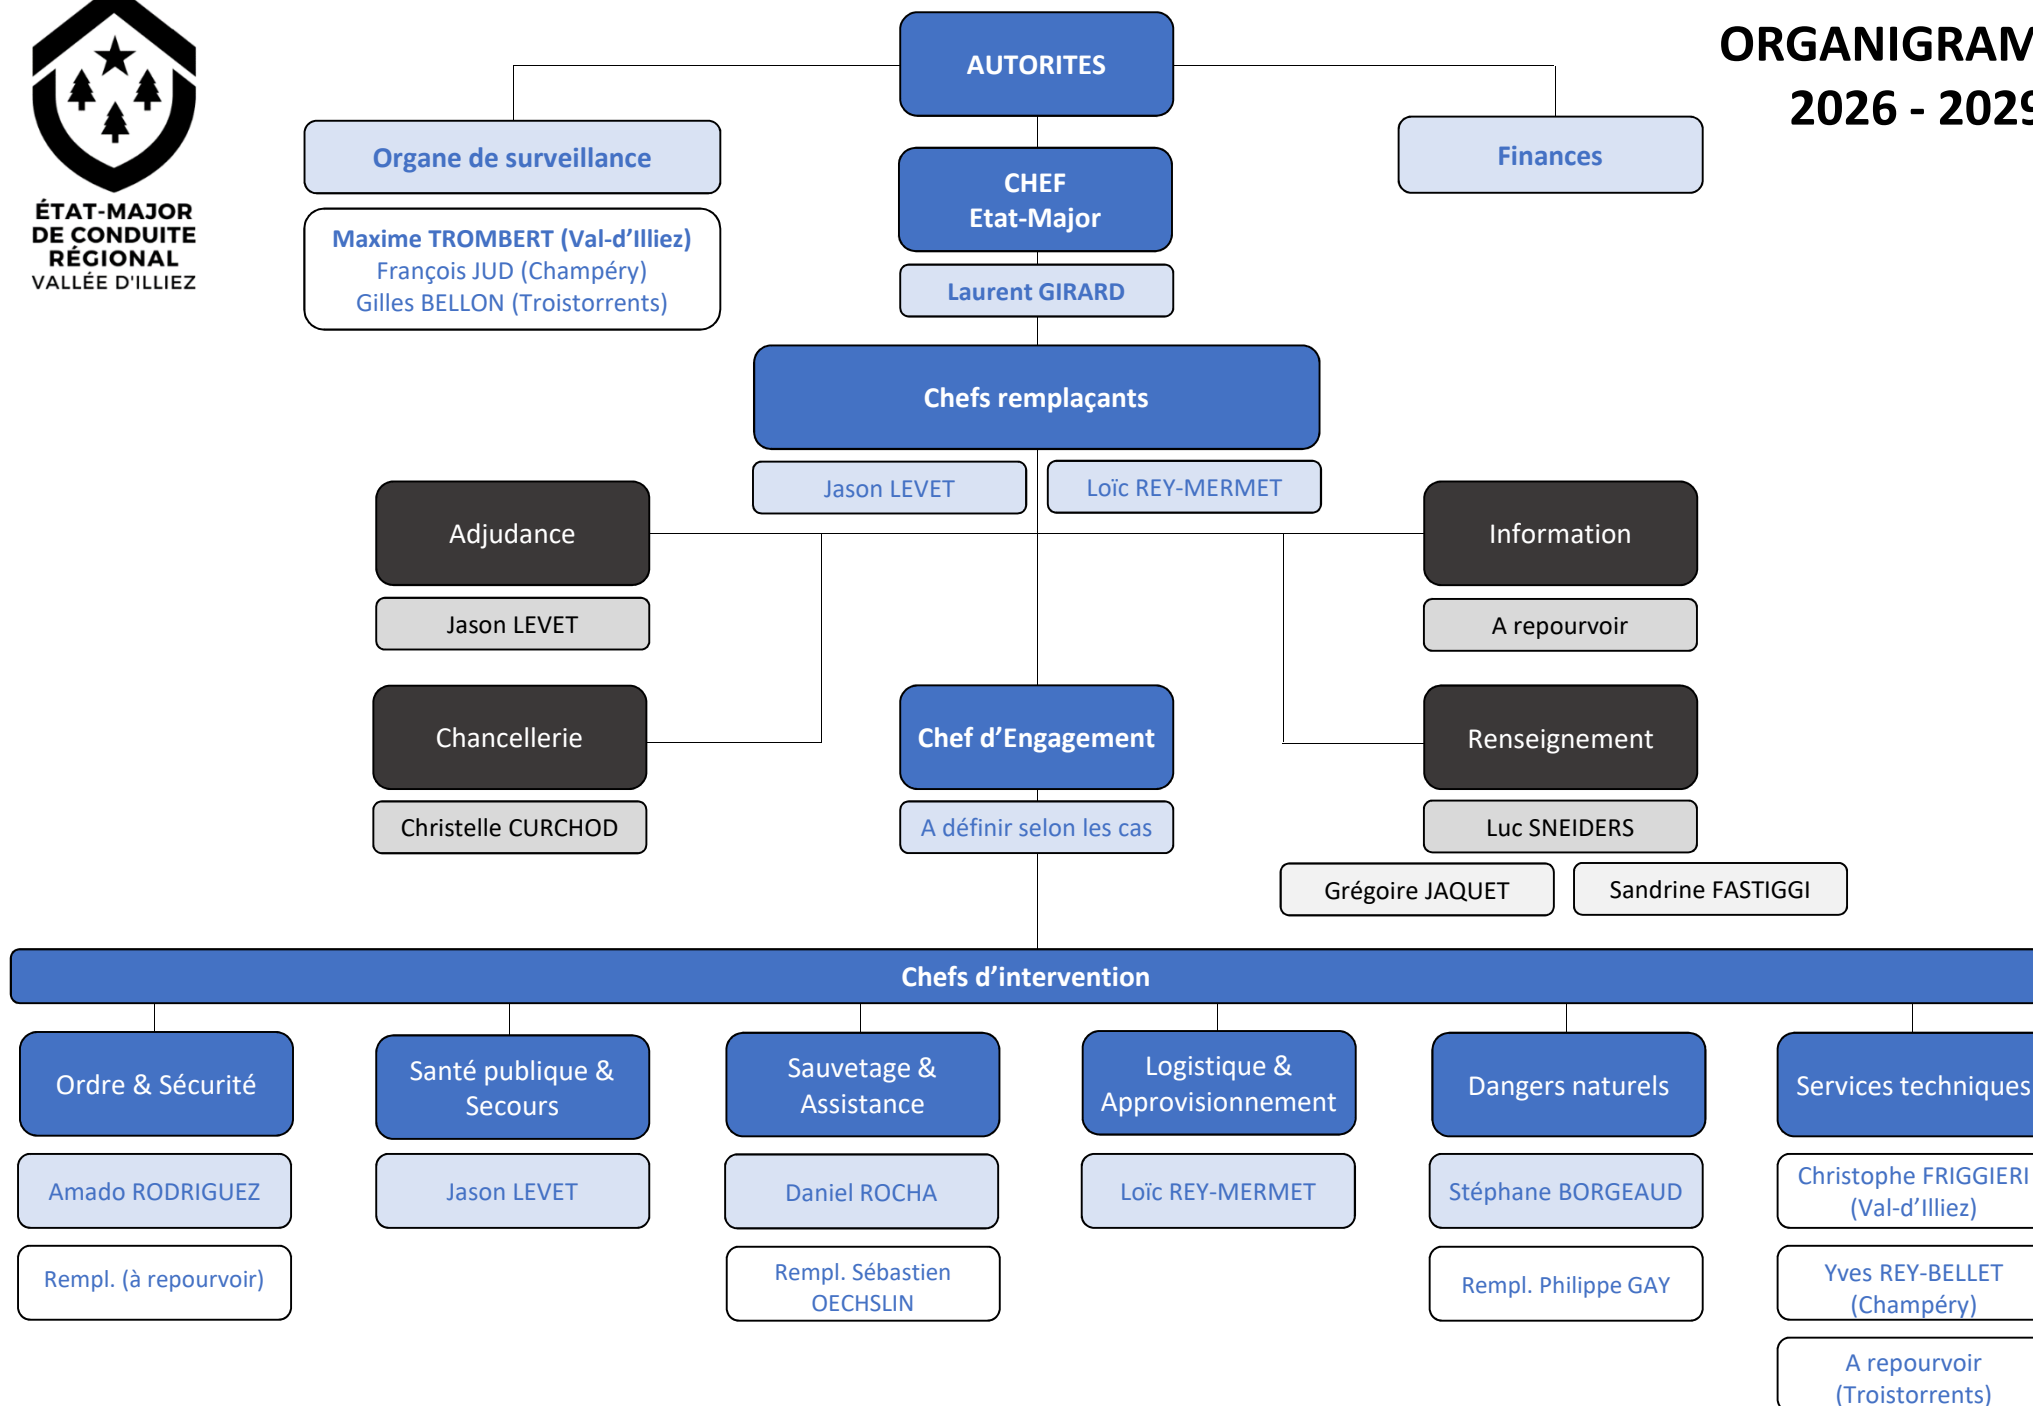 ÉTAT-MAJOR
DE CONDUITE
RÉGIONAL
VALLÉE D'ILLIEZ
AUTORITES
ORGANIGRAM
2026 - 2029
Organe de surveillance
Finances
Maxime TROMBERT (Val-d’Illiez)
François JUD (Champéry)
Gilles BELLON (Troistorrents)
CHEF
Etat-Major
Laurent GIRARD
Chefs remplaçants
Jason LEVET
Loïc REY-MERMET
Adjudance
Information
Jason LEVET
A repourvoir
Chancellerie
Chef d’Engagement
Renseignement
Christelle CURCHOD
A définir selon les cas
Luc SNEIDERS
Grégoire JAQUET
Sandrine FASTIGGI
Chefs d’intervention
Ordre & Sécurité
Santé publique &
Secours
Sauvetage &
Assistance
Logistique &
Approvisionnement
Dangers naturels
Services techniques
Amado RODRIGUEZ
Jason LEVET
Daniel ROCHA
Loïc REY-MERMET
Stéphane BORGEAUD
Christophe FRIGGIERI
(Val-d’Illiez)
Rempl. (à repourvoir)
Rempl. Sébastien
OECHSLIN
Rempl. Philippe GAY
Yves REY-BELLET
(Champéry)
A repourvoir
(Troistorrents)